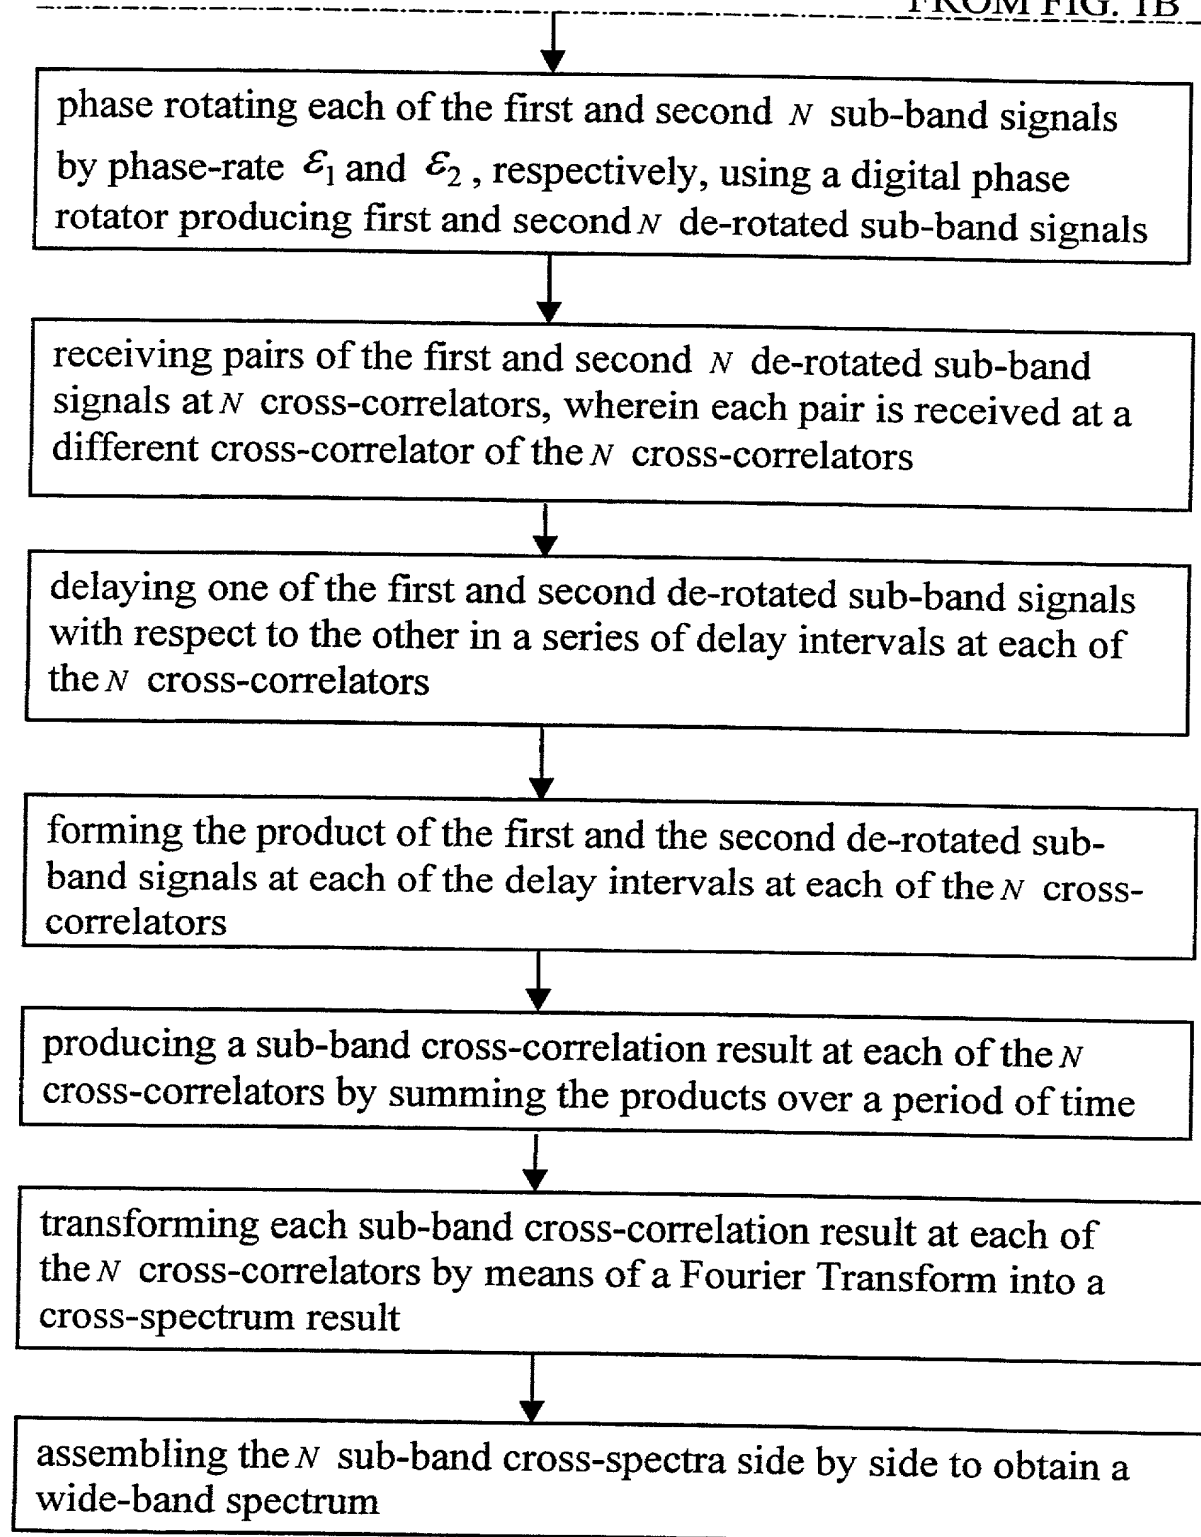 FROM FIG. 1B
phase rotating each of the first and second N sub-band signals
by phase-rate ε₁ and ε₂, respectively, using a digital phase
rotator producing first and second N de-rotated sub-band signals
receiving pairs of the first and second N de-rotated sub-band
signals at N cross-correlators, wherein each pair is received at a
different cross-correlator of the N cross-correlators
delaying one of the first and second de-rotated sub-band signals
with respect to the other in a series of delay intervals at each of
the N cross-correlators
forming the product of the first and the second de-rotated sub-
band signals at each of the delay intervals at each of the N cross-
correlators
producing a sub-band cross-correlation result at each of the N
cross-correlators by summing the products over a period of time
transforming each sub-band cross-correlation result at each of
the N cross-correlators by means of a Fourier Transform into a
cross-spectrum result
assembling the N sub-band cross-spectra side by side to obtain a
wide-band spectrum